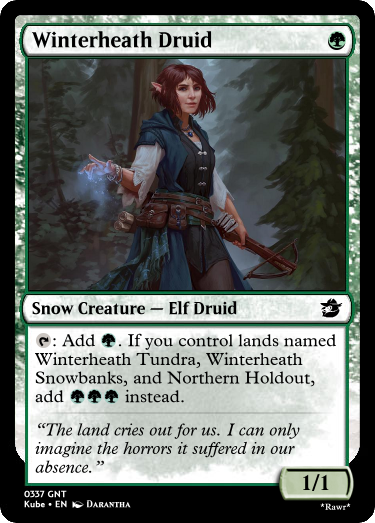 Winterheath Druid
Snow Creature — Elf Druid
: Add . If you control lands named
Winterheath Tundra, Winterheath
Snowbanks, and Northern Holdout,
add instead.
“The land cries out for us. I can only
imagine the horrors it suffered in our
absence.”
1/1
0337 GNT
Kube • EN Darantha
*Rawr*